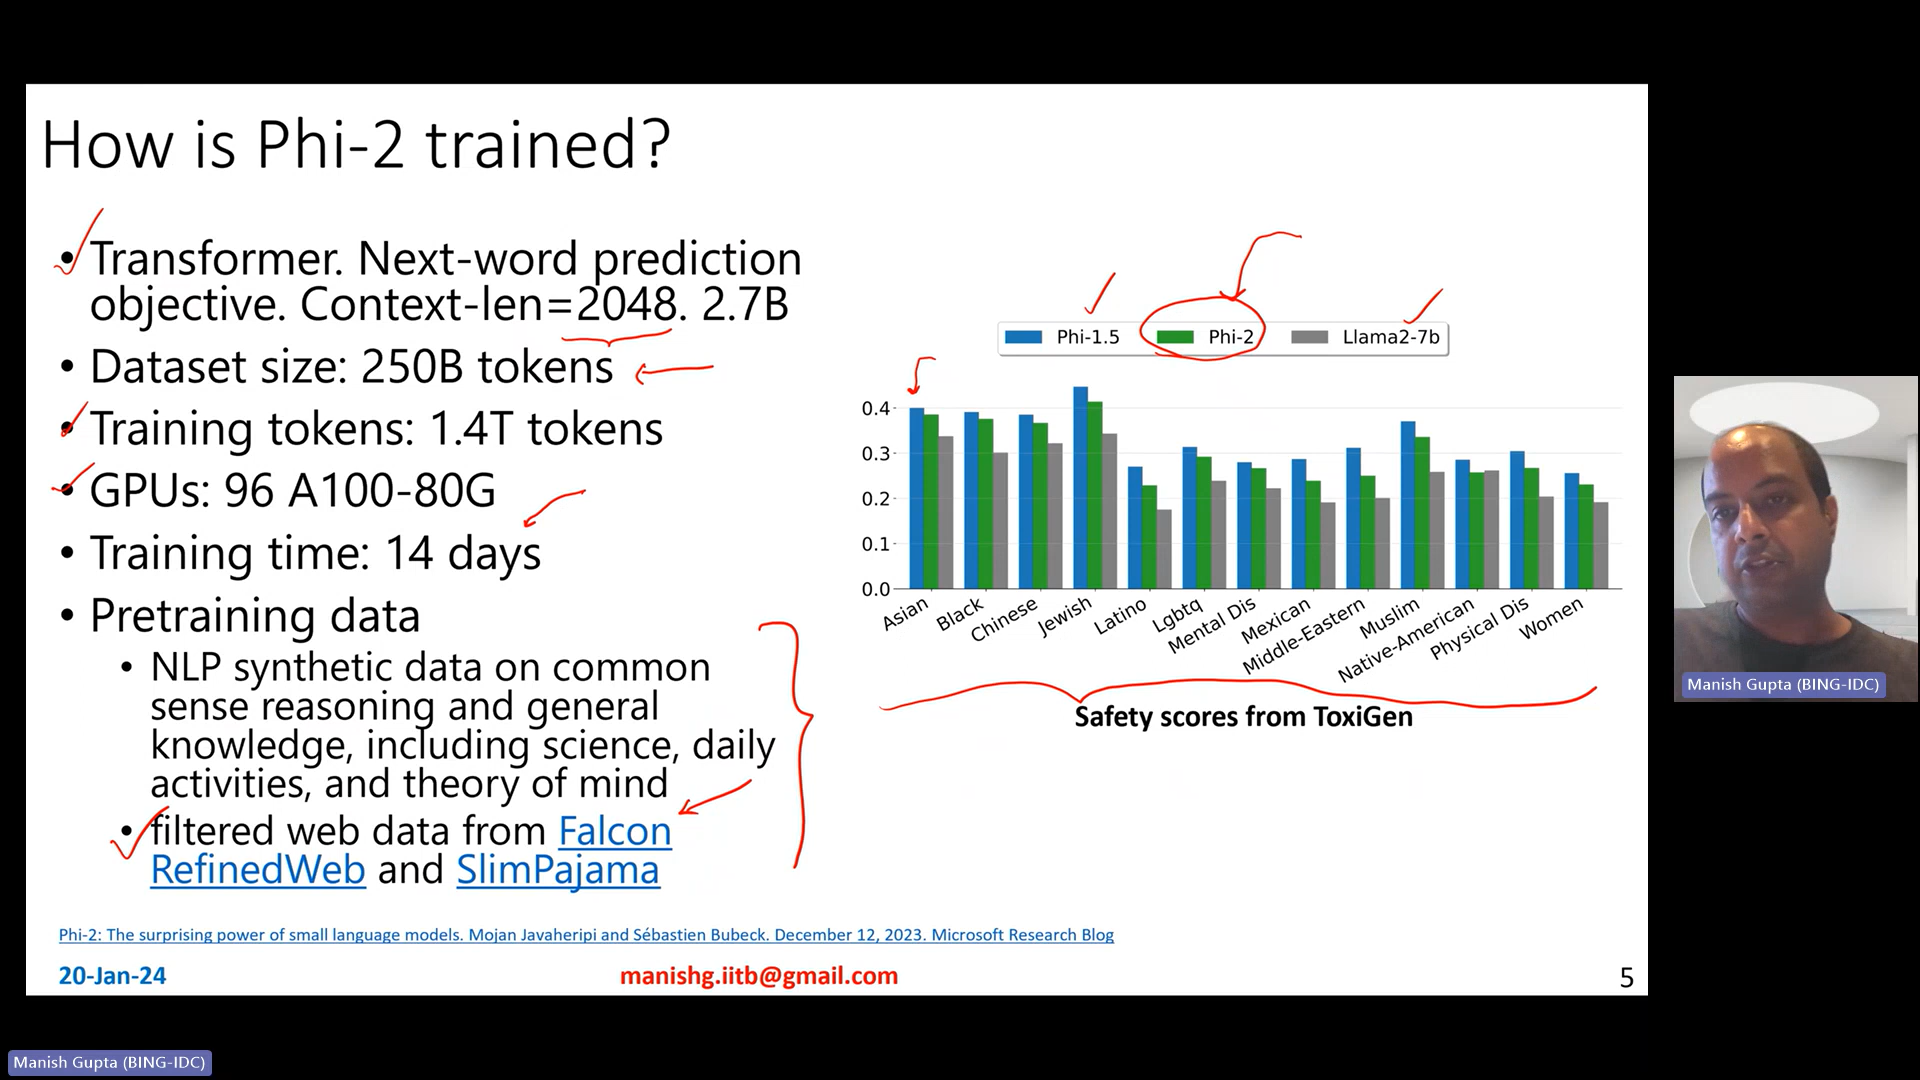 How is Phi-2 trained?
• Transformer. Next-word prediction
objective. Context-len=2048. 2.7B
• Dataset size: 250B tokens
• Training tokens: 1.4T tokens
• GPUs: 96 A100-80G
• Training time: 14 days
• Pretraining data
• NLP synthetic data on common
sense reasoning and general
knowledge, including science, daily
activities, and theory of mind
• filtered web data from Falcon
RefinedWeb and SlimPajama
Phi-1.5 Phi-2 Llama2-7b
0.4
0.3
0.2
0.1
0.0
Asian Black Chinese Jewish Latino Lgbtq Mental Dis Mexican Middle-Eastern Muslim Native-American Physical Dis Women
Safety scores from ToxiGen
Phi-2: The surprising power of small language models. Mojan Javaheripi and Sébastien Bubeck. December 12, 2023. Microsoft Research Blog
20-Jan-24 manishg.iitb@gmail.com 5
Manish Gupta (BING-IDC)
Manish Gupta (BING-IDC)